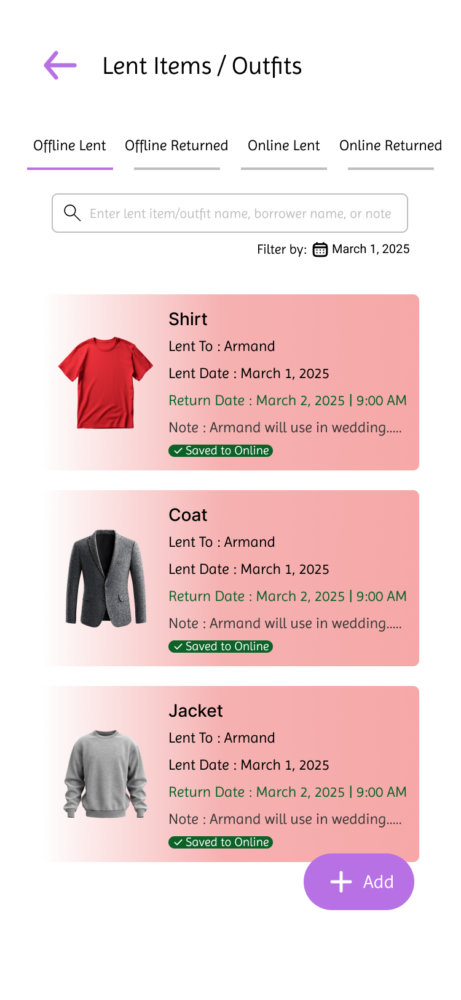 Lent Items / Outfits
Offline Lent
Offline Returned
Online Lent
Online Returned
Enter lent item/outfit name, borrower name, or note
Filter by: March 1, 2025
Shirt
Lent To : Armand
Lent Date : March 1, 2025
Return Date : March 2, 2025 | 9:00 AM
Note : Armand will use in wedding.....
Saved to Online
Coat
Lent To : Armand
Lent Date : March 1, 2025
Return Date : March 2, 2025 | 9:00 AM
Note : Armand will use in wedding.....
Saved to Online
Jacket
Lent To : Armand
Lent Date : March 1, 2025
Return Date : March 2, 2025 | 9:00 AM
Note : Armand will use in wedding.....
Saved to Online
Add